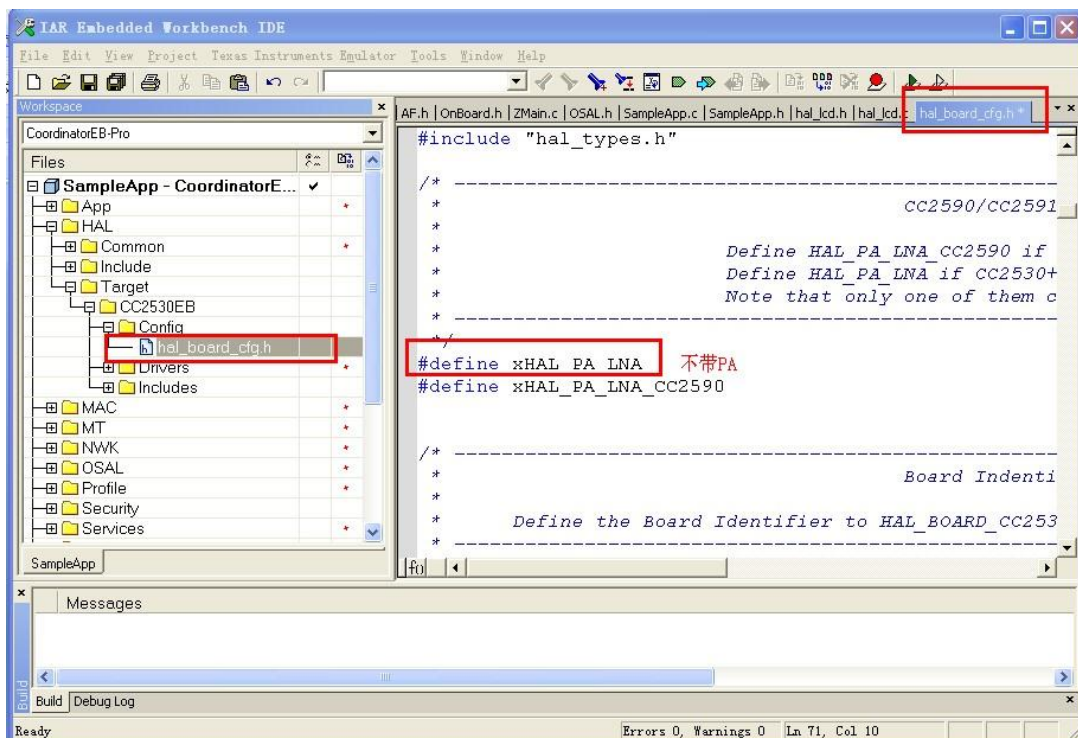 IAR Embedded Workbench IDE
File Edit View Project Texas Instruments Emulator Tools Window Help
Workspace
AF.h | OnBoard.h | ZMain.c | OSAL.h | SampleApp.c | SampleApp.h | hal_lcd.h | hal_lcd.c hal_board_cfg.h *
CoordinatorEB-Pro
Files
SampleApp - CoordinatorE...
App
HAL
Common
Include
Target
CC2530EB
Config
hal_board_cfg.h
Drivers
Includes
MAC
MT
NWK
OSAL
Profile
Security
Services
SampleApp
#include "hal_types.h"
/* ------------------------------------------------------------
* CC2590/CC2591
*
* Define HAL_PA_LNA_CC2590 if
* Define HAL_PA_LNA if CC2530+
* Note that only one of them c
* ------------------------------------------------------------
*/
#define xHAL_PA_LNA 不带PA
#define xHAL_PA_LNA_CC2590
/* ------------------------------------------------------------
* Board Indenti
*
* Define the Board Identifier to HAL_BOARD_CC253
* ------------------------------------------------------------
f0
Messages
Build
Build Debug Log
Ready Errors 0, Warnings 0 Ln 71, Col 10